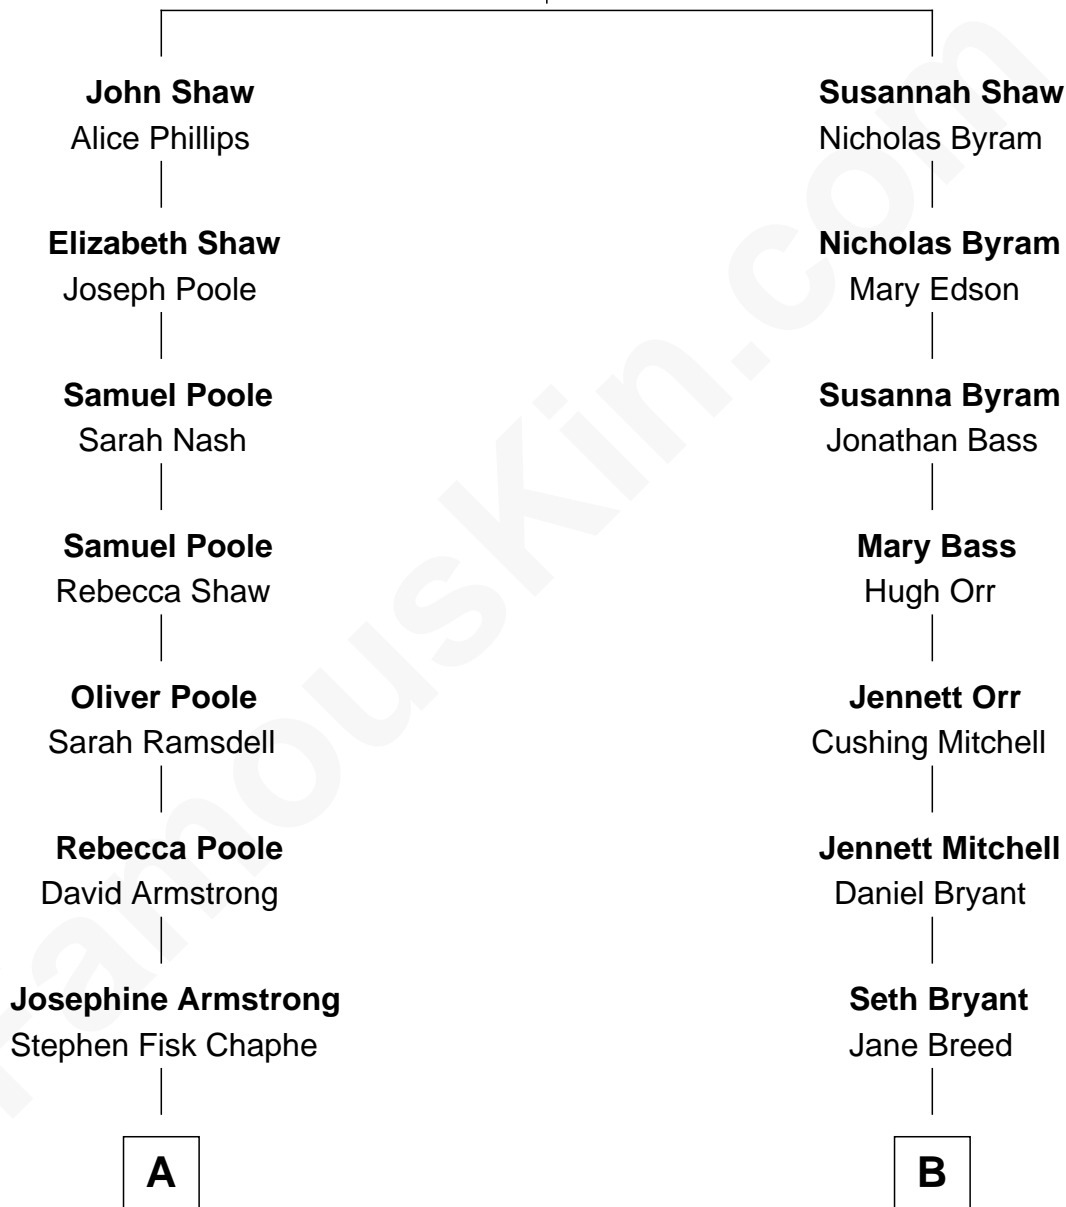 John Shaw
Alice Phillips
Elizabeth Shaw
Joseph Poole
Samuel Poole
Sarah Nash
Samuel Poole
Rebecca Shaw
Oliver Poole
Sarah Ramsdell
Rebecca Poole
David Armstrong
Josephine Armstrong
Stephen Fisk Chaphe
A
Susannah Shaw
Nicholas Byram
Nicholas Byram
Mary Edson
Susanna Byram
Jonathan Bass
Mary Bass
Hugh Orr
Jennett Orr
Cushing Mitchell
Jennett Mitchell
Daniel Bryant
Seth Bryant
Jane Breed
B
FamousKin.com